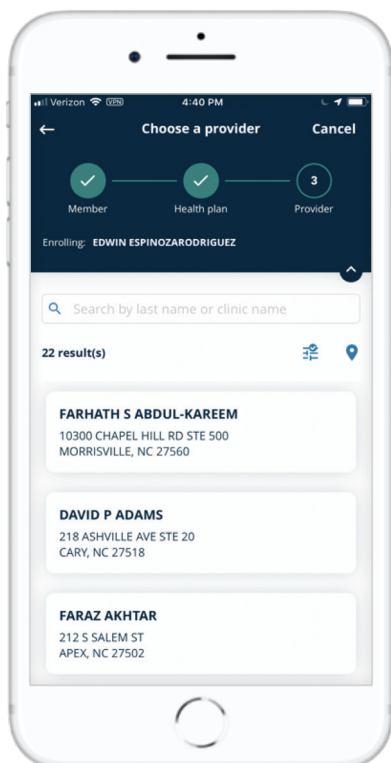 Verizon VPN 4:40 PM
Choose a provider Cancel
3
Member Health plan Provider
Enrolling: EDWIN ESPINOZARODRIGUEZ
Search by last name or clinic name
22 result(s)
FARHATH S ABDUL-KAREEM
10300 CHAPEL HILL RD STE 500
MORRISVILLE, NC 27560
DAVID P ADAMS
218 ASHVILLE AVE STE 20
CARY, NC 27518
FARAZ AKHTAR
212 S SALEM ST
APEX, NC 27502